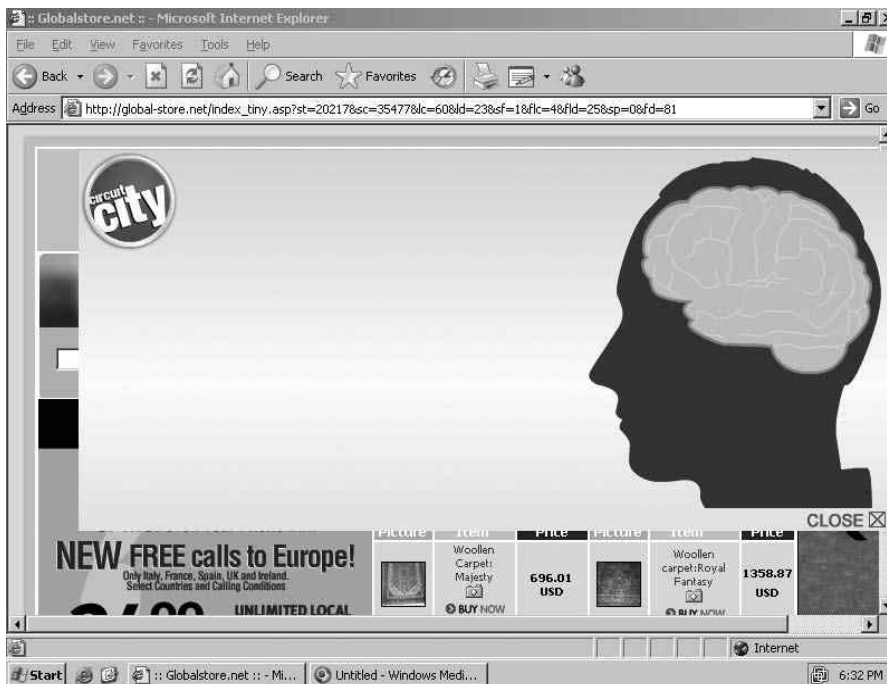 :: Globalstore.net :: - Microsoft Internet Explorer
File Edit View Favorites Tools Help
Back Search Favorites
Address http://global-store.net/index_tiny.asp?st=20217&sc=35477&lc=60&ld=23&sf=1&flc=4&fld=25&sp=0&fd=81 Go
circuit
city
CLOSE
Picture Item Price Picture Item Price
NEW FREE calls to Europe!
Only Italy, France, Spain, UK and Ireland.
Select Countries and Calling Conditions
UNLIMITED LOCAL
Woollen
Carpet:
Majesty
BUY NOW
696.01
USD
Woollen
carpet:Royal
Fantasy
BUY NOW
1358.87
USD
Internet
Start :: Globalstore.net :: - Mi... Untitled - Windows Medi... 6:32 PM